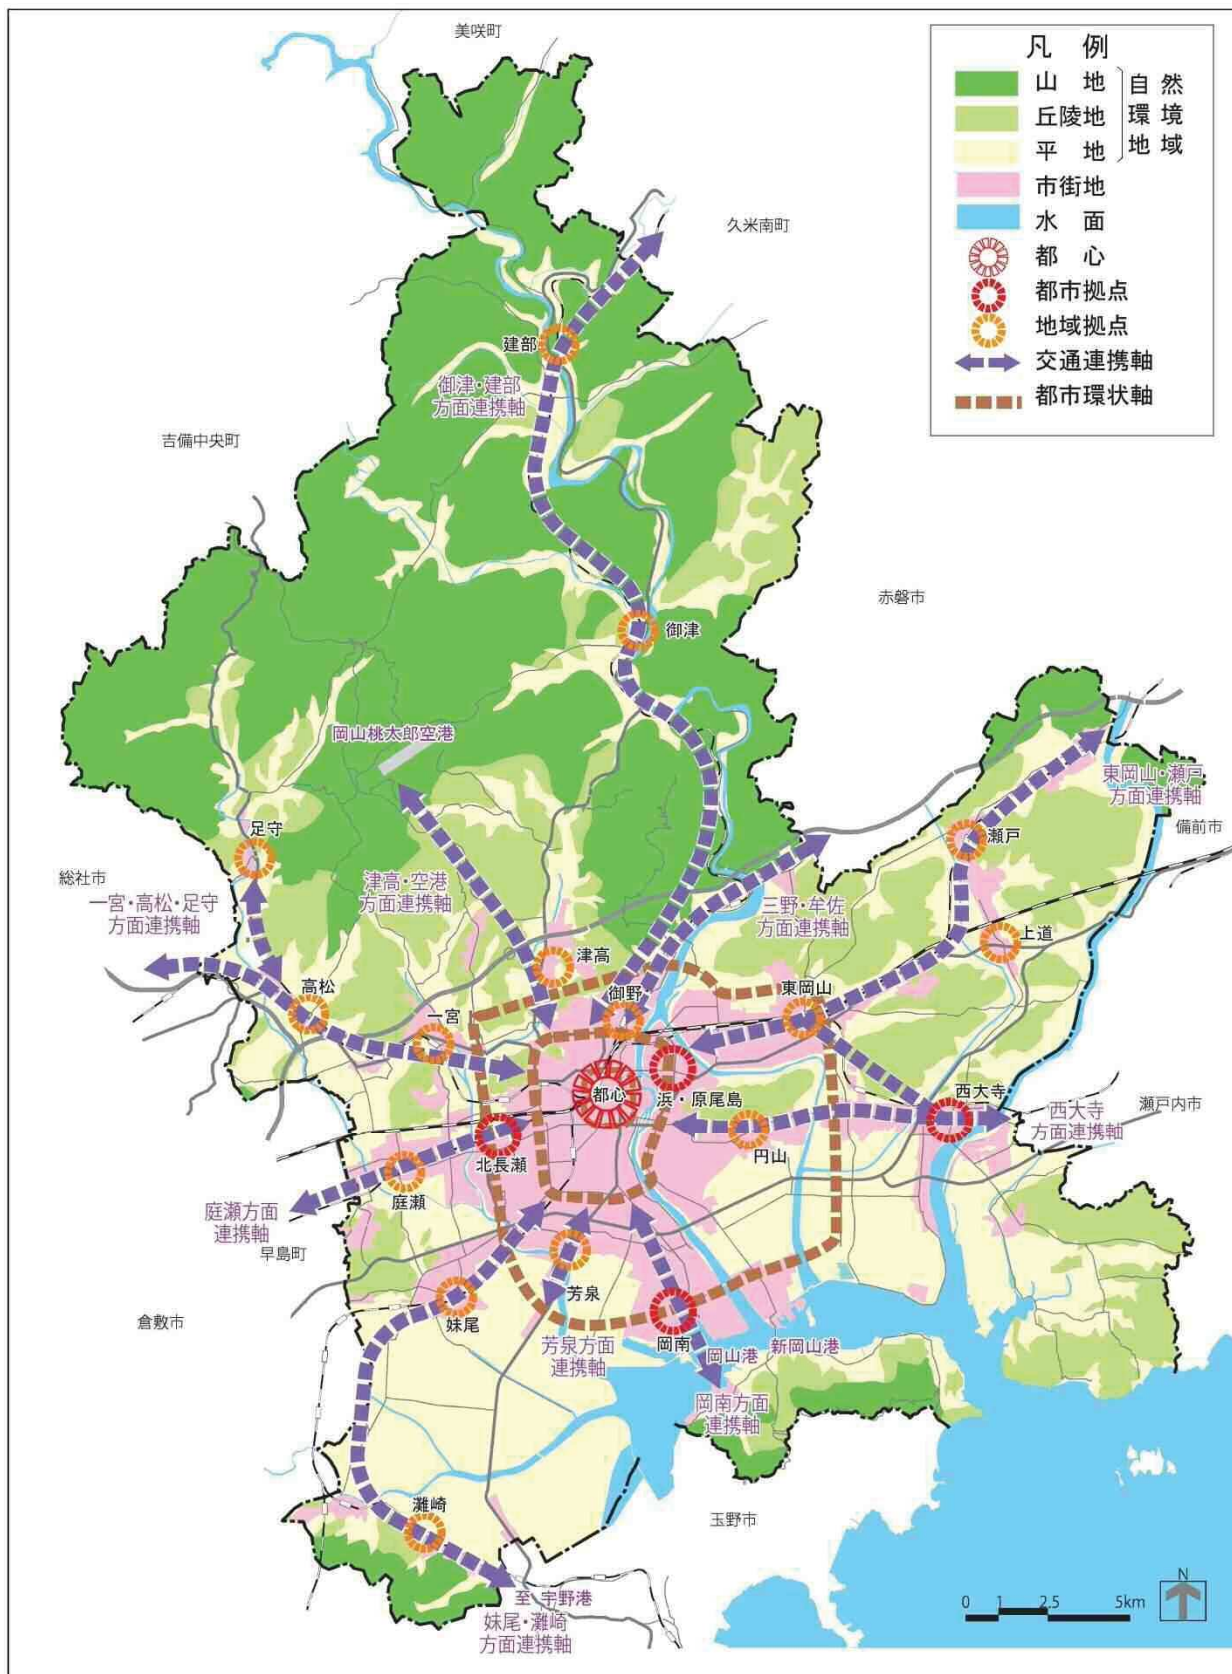 美咲町
凡 例
山 地
丘陵地
平 地
自 然
環 境
地 域
市街地
水 面
都 心
都市拠点
地域拠点
交通連携軸
都市環状軸
久米南町
建部
御津・建部
方面連携軸
吉備中央町
赤磐市
御津
岡山桃太郎空港
東岡山・瀬戸
方面連携軸
備前市
瀬戸
足守
総社市
一宮・高松・足守
方面連携軸
津高・空港
方面連携軸
三野・牟佐
方面連携軸
上道
津高
高松
御野
東岡山
一宮
都心
浜・原尾島
西大寺
西大寺
方面連携軸
瀬戸内市
円山
北長瀬
庭瀬
庭瀬方面
連携軸
早島町
倉敷市
妹尾
芳泉
芳泉方面
連携軸
岡南
岡山港
新岡山港
岡南方面
連携軸
灘崎
玉野市
至 宇野港
妹尾・灘崎
方面連携軸
N
0 1 2.5 5km